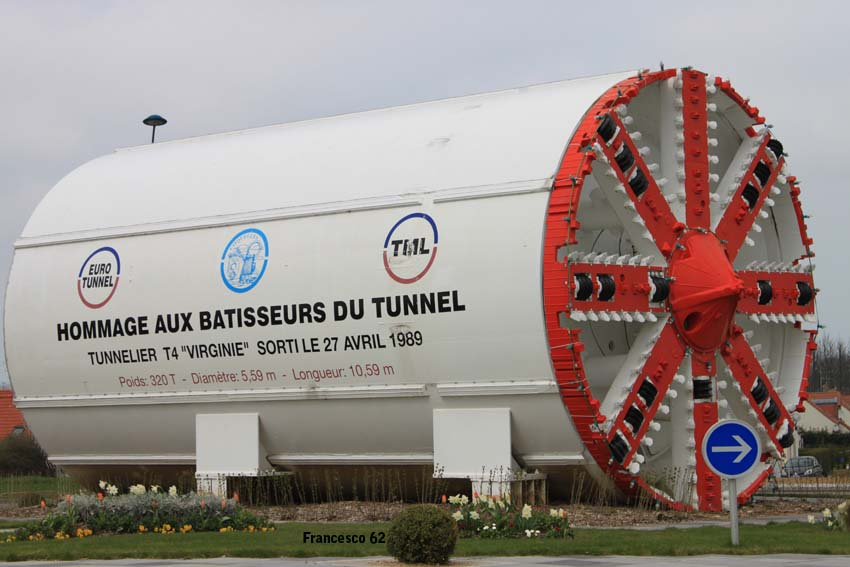 EURO
TUNNEL
TML
HOMMAGE AUX BATISSEURS DU TUNNEL
TUNNELIER T4 "VIRGINIE" SORTI LE 27 AVRIL 1989
Poids: 320 T - Diamètre: 5,59 m - Longueur: 10,59 m
Francesco 62